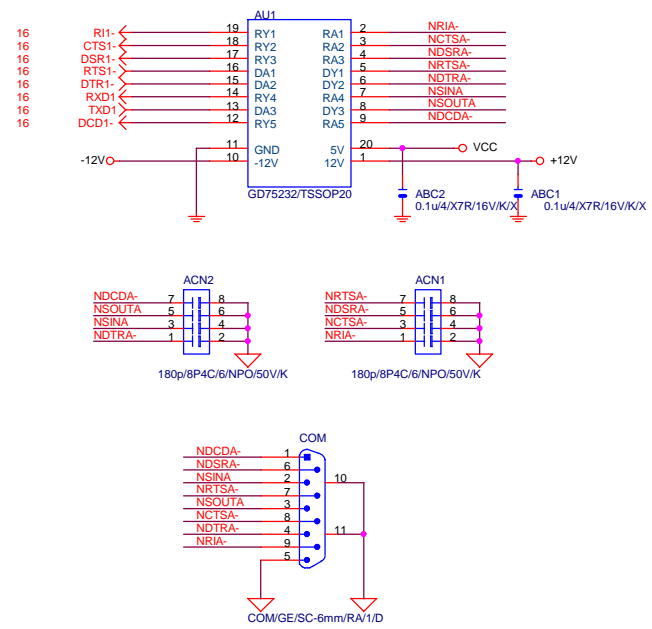 AU1
16 RI1- 19 RY1 RA1 2 NRIA-
16 CTS1- 18 RY2 RA2 3 NCTSA-
16 DSR1- 17 RY3 RA3 4 NDSRA-
16 RTS1- 16 DA1 DY1 5 NRTSA-
16 DTR1- 15 DA2 DY2 6 NDTRA-
16 RXD1 14 RY4 RA4 7 NSINA
16 TXD1 13 DA3 DY3 8 NSOUTA
16 DCD1- 12 RY5 RA5 9 NDCDA-
11 GND 5V 20 VCC
-12V 10 -12V 12V 1 +12V
GD75232/TSSOP20
ABC2 ABC1
0.1u/4/X7R/16V/K/X 0.1u/4/X7R/16V/K/X
ACN2 ACN1
NDCDA- 7 8 NRTSA- 7 8
NSOUTA 5 6 NDSRA- 5 6
NSINA 3 4 NCTSA- 3 4
NDTRA- 1 2 NRIA- 1 2
180p/8P4C/6/NPO/50V/K 180p/8P4C/6/NPO/50V/K
COM
NDCDA- 1
NDSRA- 6
NSINA 2 10
NRTSA- 7
NSOUTA 3
NCTSA- 8
NDTRA- 4 11
NRIA- 9
5
COM/GE/SC-6mm/RA/1/D